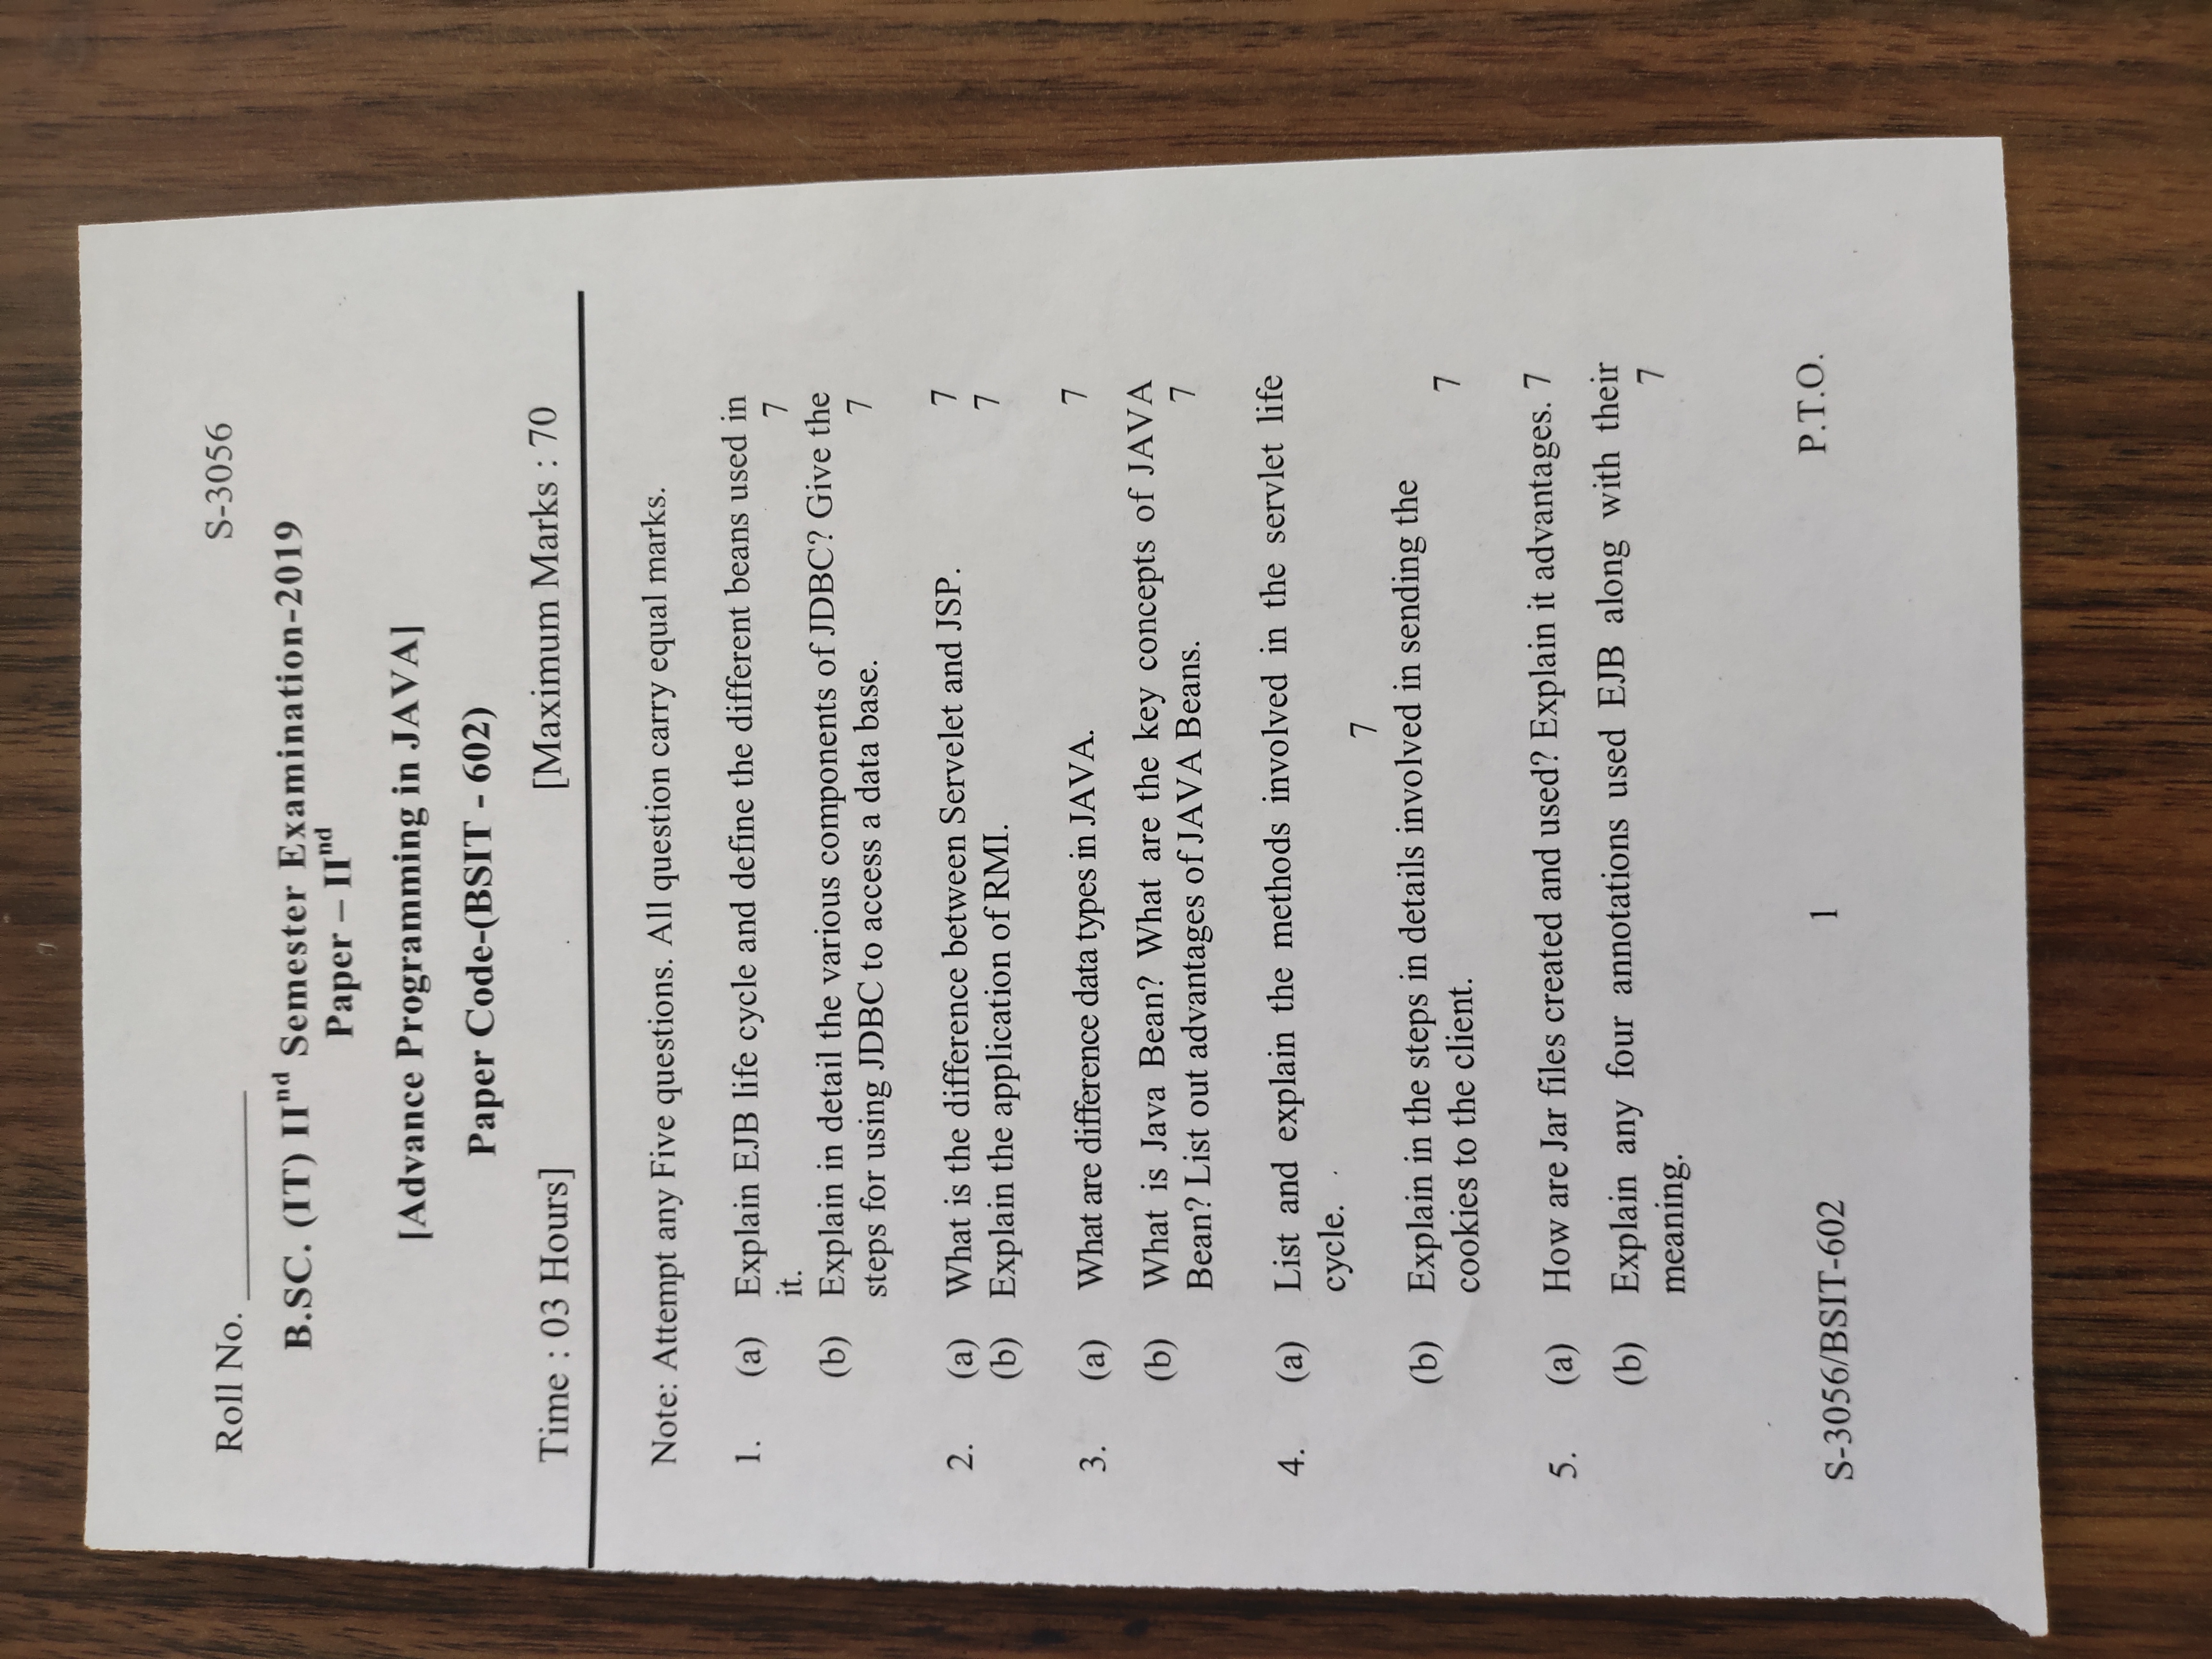 Roll No. __________ S-3056
B.SC. (IT) IInd Semester Examination-2019
Paper – IInd
[Advance Programming in JAVA]
Paper Code-(BSIT - 602)
Time : 03 Hours] [Maximum Marks : 70
Note: Attempt any Five questions. All question carry equal marks.
1. (a) Explain EJB life cycle and define the different beans used in
it. 7
(b) Explain in detail the various components of JDBC? Give the
steps for using JDBC to access a data base. 7
2. (a) What is the difference between Servelet and JSP. 7
(b) Explain the application of RMI. 7
3. (a) What are difference data types in JAVA. 7
(b) What is Java Bean? What are the key concepts of JAVA
Bean? List out advantages of JAVA Beans. 7
4. (a) List and explain the methods involved in the servlet life
cycle.
7
(b) Explain in the steps in details involved in sending the
cookies to the client. 7
5. (a) How are Jar files created and used? Explain it advantages. 7
(b) Explain any four annotations used EJB along with their
meaning. 7
S-3056/BSIT-602 1 P.T.O.